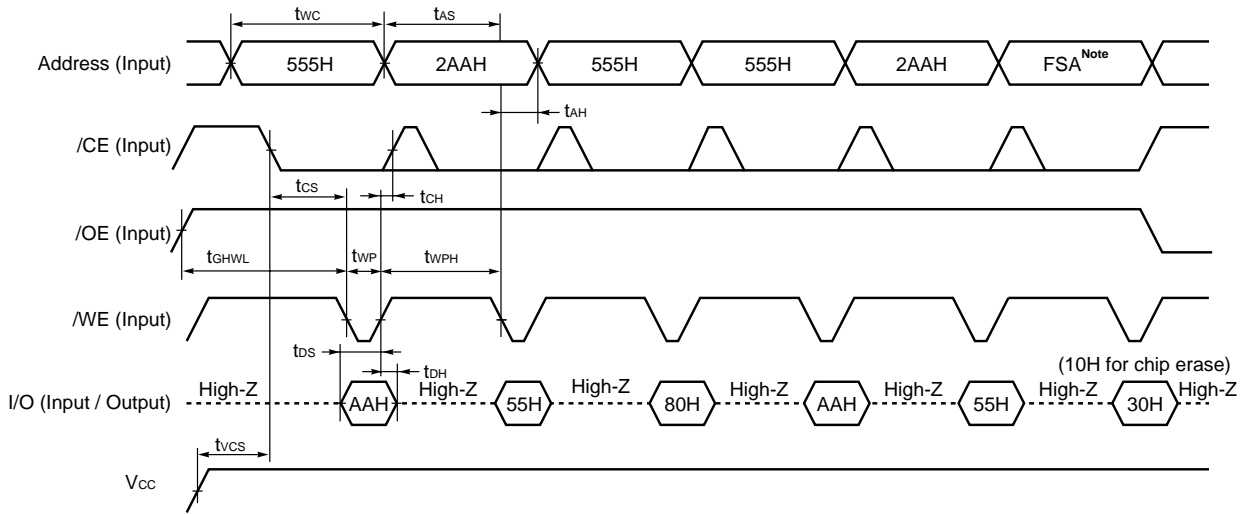 tWC tAS
Address (Input) 555H 2AAH 555H 555H 2AAH FSA Note
tAH
/CE (Input)
tCS tCH
/OE (Input)
tGHWL tWP tWPH
/WE (Input)
tDS tDH
(10H for chip erase)
I/O (Input / Output) High-Z AAH High-Z 55H High-Z 80H High-Z AAH High-Z 55H High-Z 30H High-Z
tVCS
VCC